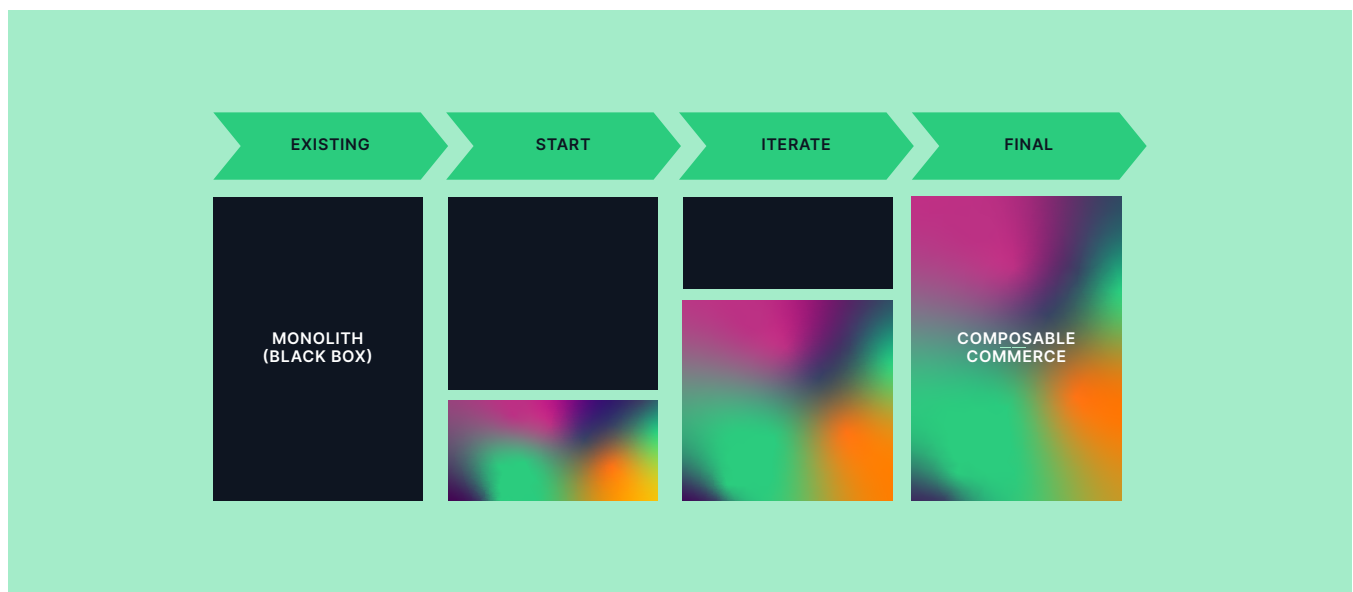 EXISTING
START
ITERATE
FINAL
MONOLITH
(BLACK BOX)
COMPOSABLE
COMMERCE